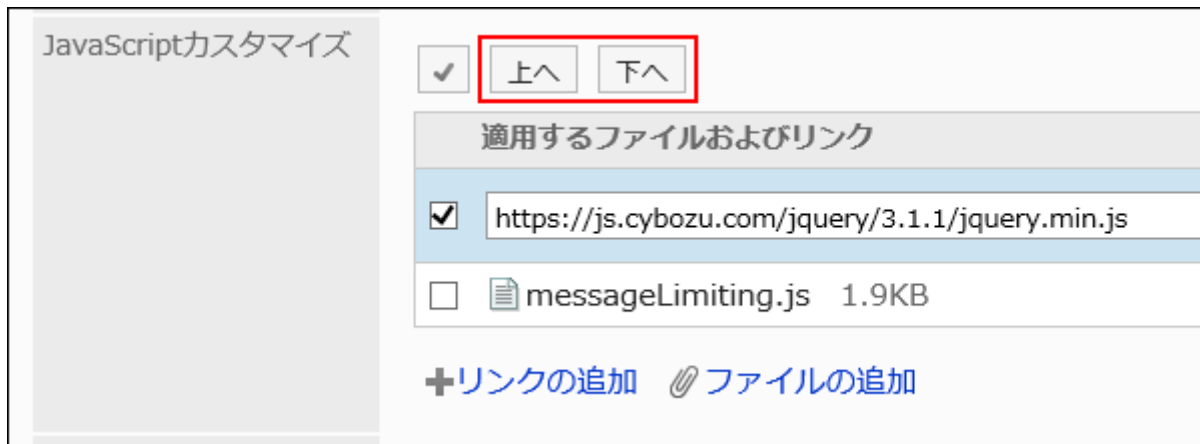 JavaScriptカスタマイズ
上へ 下へ
適用するファイルおよびリンク
https://js.cybozu.com/jquery/3.1.1/jquery.min.js
messageLimiting.js 1.9KB
リンクの追加 ファイルの追加